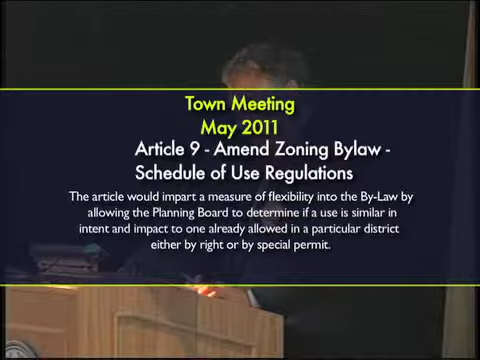 Town Meeting
May 2011
Article 9 - Amend Zoning Bylaw -
Schedule of Use Regulations
The article would impart a measure of flexibility into the By-Law by
allowing the Planning Board to determine if a use is similar in
intent and impact to one already allowed in a particular district
either by right or by special permit.